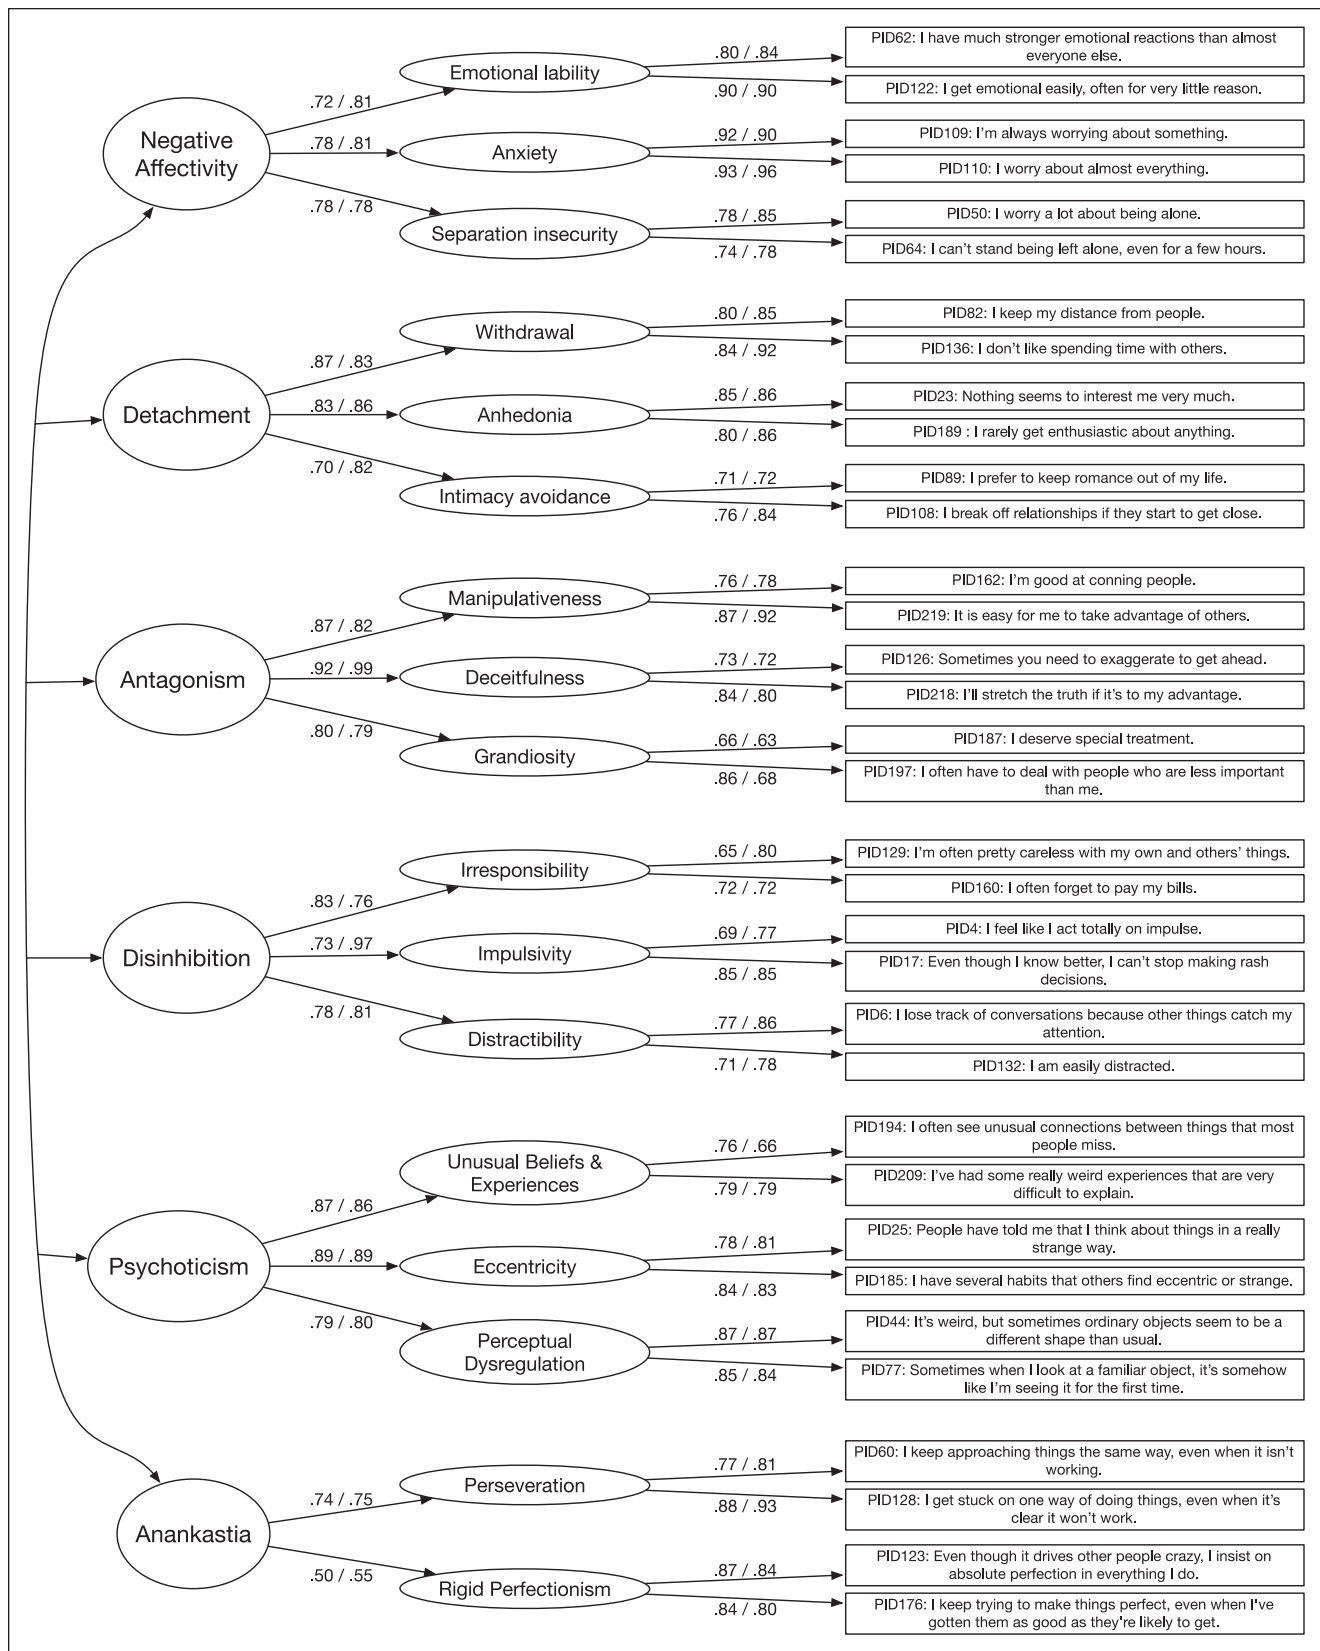 Negative
Affectivity
.72 / .81
.78 / .81
.78 / .78
Emotional lability
.80 / .84
.90 / .90
PID62: I have much stronger emotional reactions than almost
everyone else.
PID122: I get emotional easily, often for very little reason.
Anxiety
.92 / .90
.93 / .96
PID109: I'm always worrying about something.
PID110: I worry about almost everything.
Separation insecurity
.78 / .85
.74 / .78
PID50: I worry a lot about being alone.
PID64: I can't stand being left alone, even for a few hours.
Detachment
.87 / .83
.83 / .86
.70 / .82
Withdrawal
.80 / .85
.84 / .92
PID82: I keep my distance from people.
PID136: I don't like spending time with others.
Anhedonia
.85 / .86
.80 / .86
PID23: Nothing seems to interest me very much.
PID189 : I rarely get enthusiastic about anything.
Intimacy avoidance
.71 / .72
.76 / .84
PID89: I prefer to keep romance out of my life.
PID108: I break off relationships if they start to get close.
Antagonism
.87 / .82
.92 / .99
.80 / .79
Manipulativeness
.76 / .78
.87 / .92
PID162: I'm good at conning people.
PID219: It is easy for me to take advantage of others.
Deceitfulness
.73 / .72
.84 / .80
PID126: Sometimes you need to exaggerate to get ahead.
PID218: I'll stretch the truth if it's to my advantage.
Grandiosity
.66 / .63
.86 / .68
PID187: I deserve special treatment.
PID197: I often have to deal with people who are less important
than me.
Disinhibition
.83 / .76
.73 / .97
.78 / .81
Irresponsibility
.65 / .80
.72 / .72
PID129: I'm often pretty careless with my own and others' things.
PID160: I often forget to pay my bills.
Impulsivity
.69 / .77
.85 / .85
PID4: I feel like I act totally on impulse.
PID17: Even though I know better, I can't stop making rash
decisions.
Distractibility
.77 / .86
.71 / .78
PID6: I lose track of conversations because other things catch my
attention.
PID132: I am easily distracted.
Psychoticism
.87 / .86
.89 / .89
.79 / .80
Unusual Beliefs &
Experiences
.76 / .66
.79 / .79
PID194: I often see unusual connections between things that most
people miss.
PID209: I've had some really weird experiences that are very
difficult to explain.
Eccentricity
.78 / .81
.84 / .83
PID25: People have told me that I think about things in a really
strange way.
PID185: I have several habits that others find eccentric or strange.
Perceptual
Dysregulation
.87 / .87
.85 / .84
PID44: It's weird, but sometimes ordinary objects seem to be a
different shape than usual.
PID77: Sometimes when I look at a familiar object, it's somehow
like I'm seeing it for the first time.
Anankastia
.74 / .75
.50 / .55
Perseveration
.77 / .81
.88 / .93
PID60: I keep approaching things the same way, even when it isn't
working.
PID128: I get stuck on one way of doing things, even when it's
clear it won't work.
Rigid Perfectionism
.87 / .84
.84 / .80
PID123: Even though it drives other people crazy, I insist on
absolute perfection in everything I do.
PID176: I keep trying to make things perfect, even when I've
gotten them as good as they're likely to get.